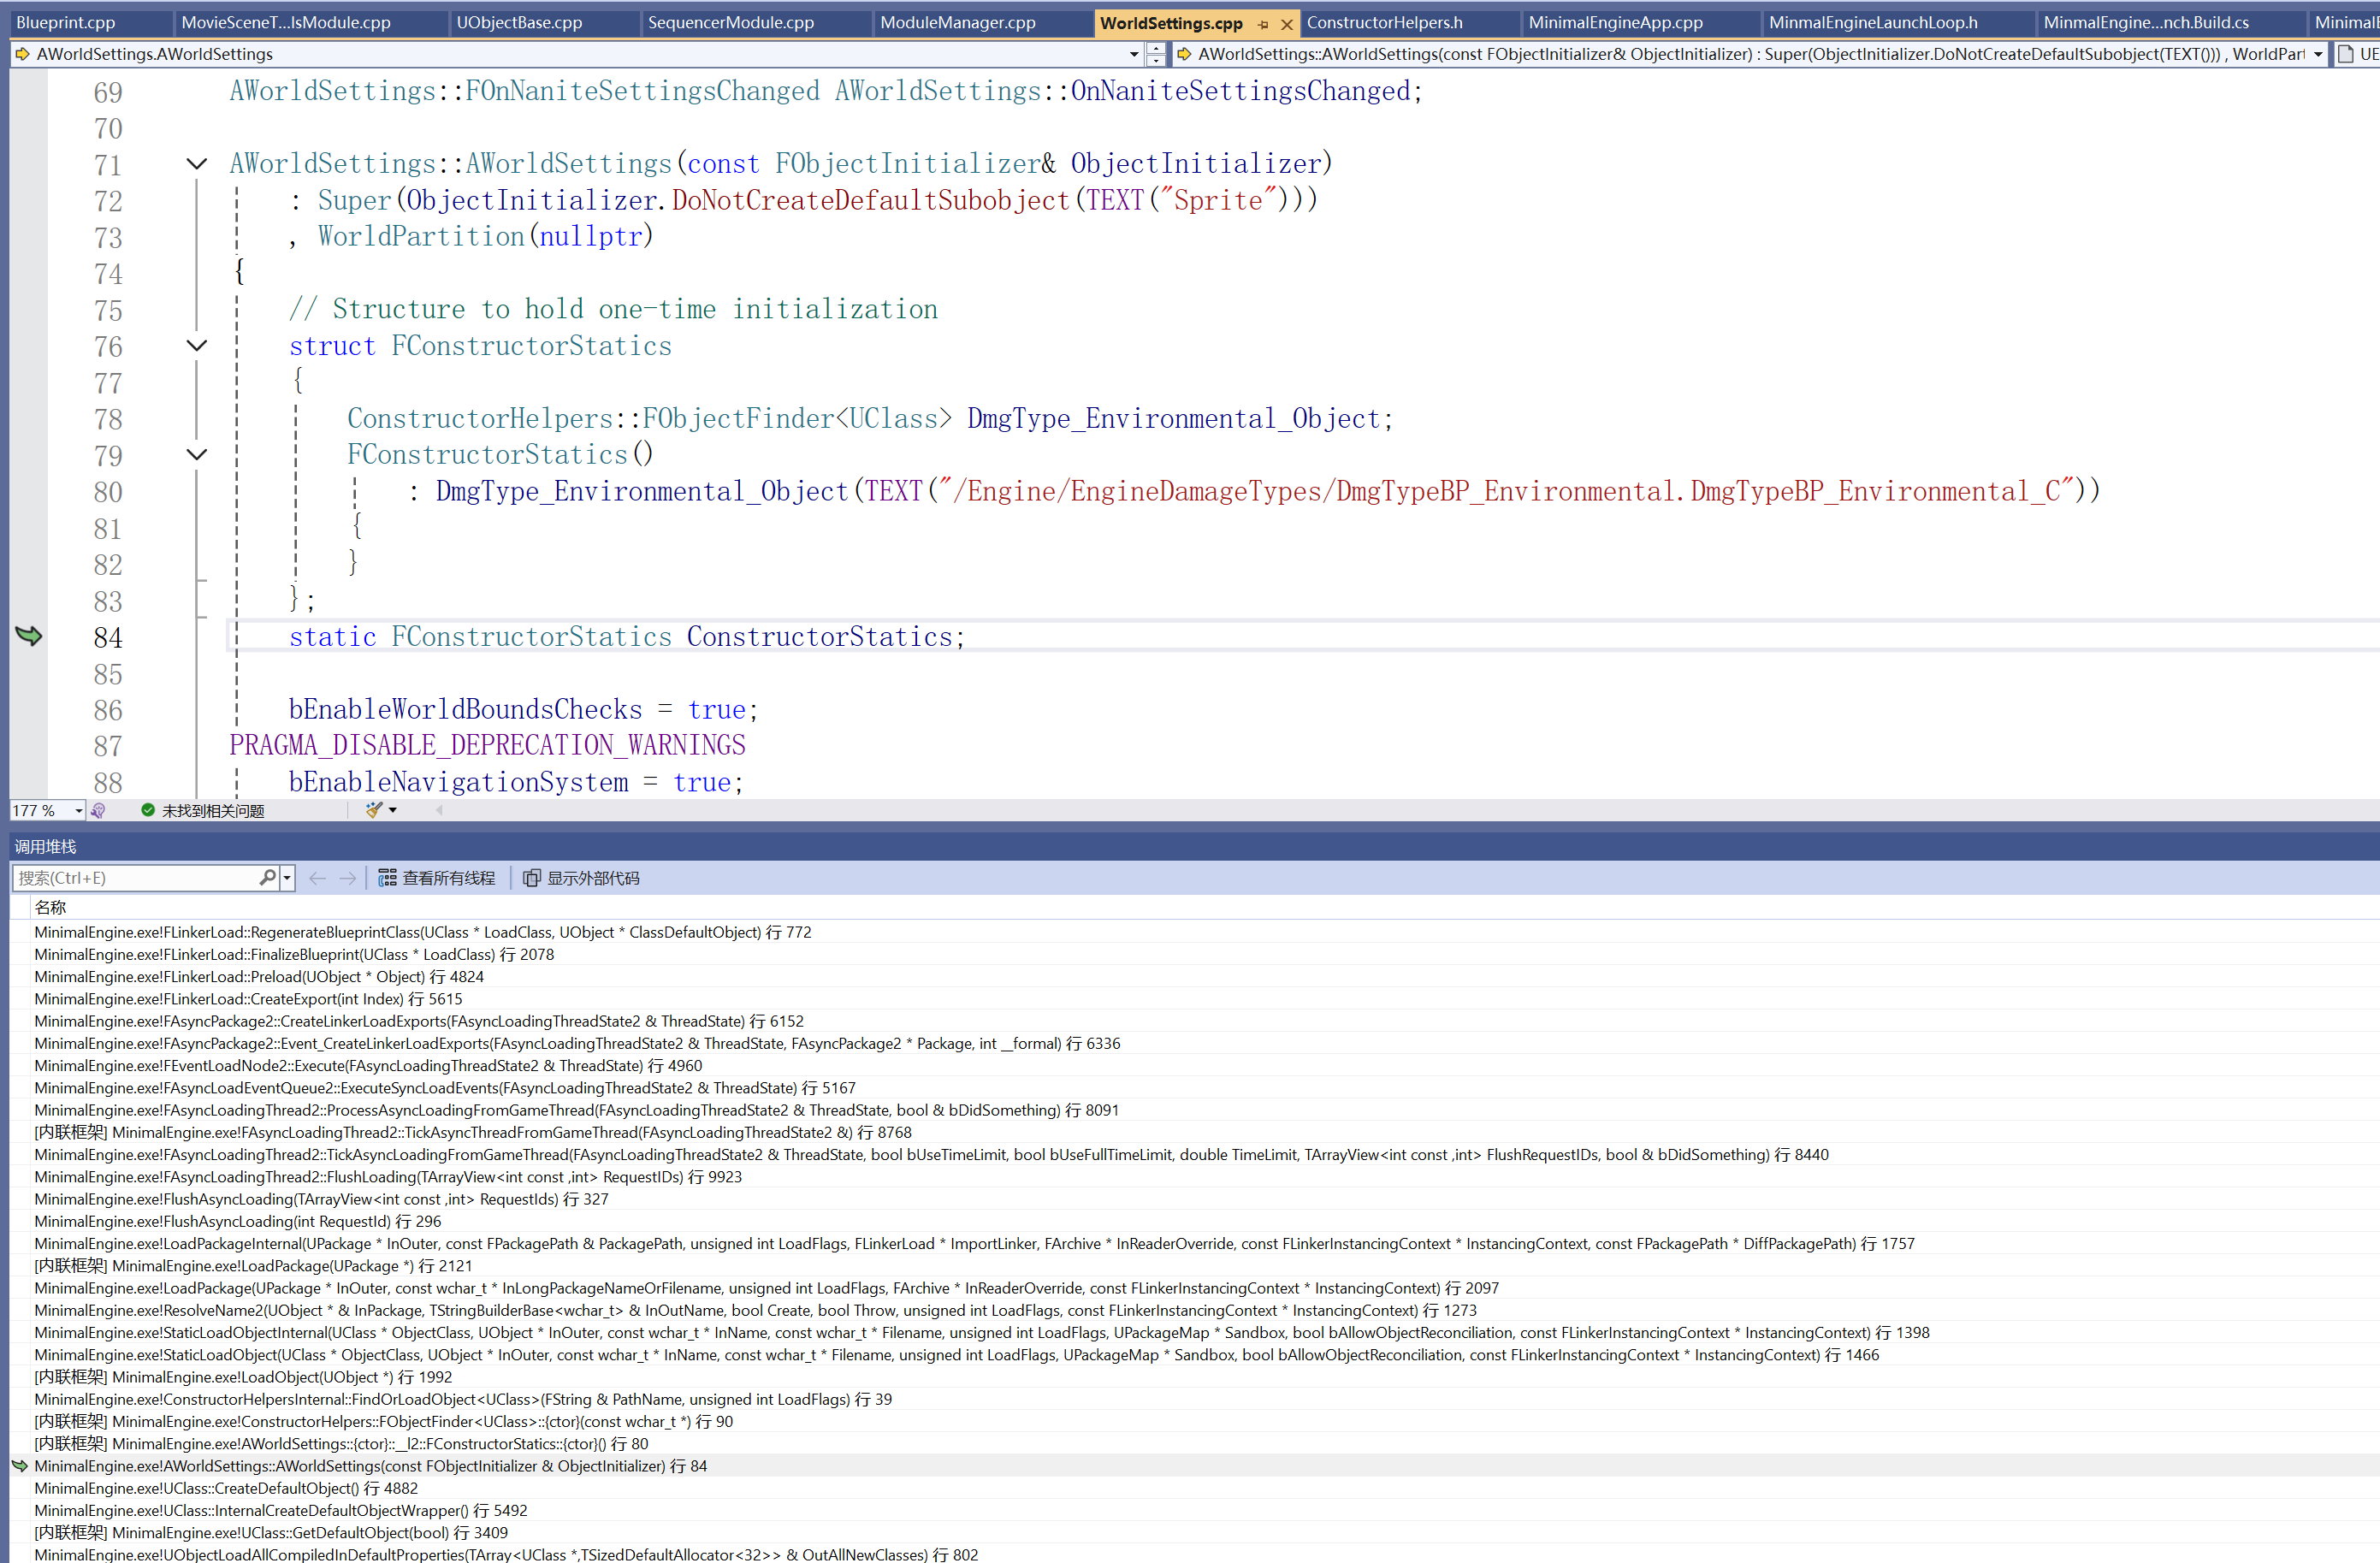 Blueprint.cpp MovieSceneT...lsModule.cpp UObjectBase.cpp SequencerModule.cpp ModuleManager.cpp WorldSettings.cpp ConstructorHelpers.h MinimalEngineApp.cpp MinmalEngineLaunchLoop.h MinmalEngine...nch.Build.cs
AWorldSettings.AWorldSettings AWorldSettings::AWorldSettings(const FObjectInitializer& ObjectInitializer) : Super(ObjectInitializer.DoNotCreateDefaultSubobject(TEXT())) , WorldPart UE
69 AWorldSettings::FOnNaniteSettingsChanged AWorldSettings::OnNaniteSettingsChanged;
70
71 AWorldSettings::AWorldSettings(const FObjectInitializer& ObjectInitializer)
72 : Super(ObjectInitializer.DoNotCreateDefaultSubobject(TEXT("Sprite")))
73 , WorldPartition(nullptr)
74 {
75 // Structure to hold one-time initialization
76 struct FConstructorStatics
77 {
78 ConstructorHelpers::FObjectFinder<UClass> DmgType_Environmental_Object;
79 FConstructorStatics()
80 : DmgType_Environmental_Object(TEXT("/Engine/EngineDamageTypes/DmgTypeBP_Environmental.DmgTypeBP_Environmental_C"))
81 {
82 }
83 };
84 static FConstructorStatics ConstructorStatics;
85
86 bEnableWorldBoundsChecks = true;
87 PRAGMA_DISABLE_DEPRECATION_WARNINGS
88 bEnableNavigationSystem = true;
177 % 未找到相关问题
调用堆栈
搜索(Ctrl+E) 查看所有线程 显示外部代码
名称
MinimalEngine.exe!FLinkerLoad::RegenerateBlueprintClass(UClass * LoadClass, UObject * ClassDefaultObject) 行 772
MinimalEngine.exe!FLinkerLoad::FinalizeBlueprint(UClass * LoadClass) 行 2078
MinimalEngine.exe!FLinkerLoad::Preload(UObject * Object) 行 4824
MinimalEngine.exe!FLinkerLoad::CreateExport(int Index) 行 5615
MinimalEngine.exe!FAsyncPackage2::CreateLinkerLoadExports(FAsyncLoadingThreadState2 & ThreadState) 行 6152
MinimalEngine.exe!FAsyncPackage2::Event_CreateLinkerLoadExports(FAsyncLoadingThreadState2 & ThreadState, FAsyncPackage2 * Package, int __formal) 行 6336
MinimalEngine.exe!FEventLoadNode2::Execute(FAsyncLoadingThreadState2 & ThreadState) 行 4960
MinimalEngine.exe!FAsyncLoadEventQueue2::ExecuteSyncLoadEvents(FAsyncLoadingThreadState2 & ThreadState) 行 5167
MinimalEngine.exe!FAsyncLoadingThread2::ProcessAsyncLoadingFromGameThread(FAsyncLoadingThreadState2 & ThreadState, bool & bDidSomething) 行 8091
[内联框架] MinimalEngine.exe!FAsyncLoadingThread2::TickAsyncThreadFromGameThread(FAsyncLoadingThreadState2 &) 行 8768
MinimalEngine.exe!FAsyncLoadingThread2::TickAsyncLoadingFromGameThread(FAsyncLoadingThreadState2 & ThreadState, bool bUseTimeLimit, bool bUseFullTimeLimit, double TimeLimit, TArrayView<int const ,int> FlushRequestIDs, bool & bDidSomething) 行 8440
MinimalEngine.exe!FAsyncLoadingThread2::FlushLoading(TArrayView<int const ,int> RequestIDs) 行 9923
MinimalEngine.exe!FlushAsyncLoading(TArrayView<int const ,int> RequestIds) 行 327
MinimalEngine.exe!FlushAsyncLoading(int RequestId) 行 296
MinimalEngine.exe!LoadPackageInternal(UPackage * InOuter, const FPackagePath & PackagePath, unsigned int LoadFlags, FLinkerLoad * ImportLinker, FArchive * InReaderOverride, const FLinkerInstancingContext * InstancingContext, const FPackagePath * DiffPackagePath) 行 1757
[内联框架] MinimalEngine.exe!LoadPackage(UPackage *) 行 2121
MinimalEngine.exe!LoadPackage(UPackage * InOuter, const wchar_t * InLongPackageNameOrFilename, unsigned int LoadFlags, FArchive * InReaderOverride, const FLinkerInstancingContext * InstancingContext) 行 2097
MinimalEngine.exe!ResolveName2(UObject * & InPackage, TStringBuilderBase<wchar_t> & InOutName, bool Create, bool Throw, unsigned int LoadFlags, const FLinkerInstancingContext * InstancingContext) 行 1273
MinimalEngine.exe!StaticLoadObjectInternal(UClass * ObjectClass, UObject * InOuter, const wchar_t * InName, const wchar_t * Filename, unsigned int LoadFlags, UPackageMap * Sandbox, bool bAllowObjectReconciliation, const FLinkerInstancingContext * InstancingContext) 行 1398
MinimalEngine.exe!StaticLoadObject(UClass * ObjectClass, UObject * InOuter, const wchar_t * InName, const wchar_t * Filename, unsigned int LoadFlags, UPackageMap * Sandbox, bool bAllowObjectReconciliation, const FLinkerInstancingContext * InstancingContext) 行 1466
[内联框架] MinimalEngine.exe!LoadObject(UObject *) 行 1992
MinimalEngine.exe!ConstructorHelpersInternal::FindOrLoadObject<UClass>(FString & PathName, unsigned int LoadFlags) 行 39
[内联框架] MinimalEngine.exe!ConstructorHelpers::FObjectFinder<UClass>::{ctor}(const wchar_t *) 行 90
[内联框架] MinimalEngine.exe!AWorldSettings::{ctor}::__l2::FConstructorStatics::{ctor}() 行 80
MinimalEngine.exe!AWorldSettings::AWorldSettings(const FObjectInitializer & ObjectInitializer) 行 84
MinimalEngine.exe!UClass::CreateDefaultObject() 行 4882
MinimalEngine.exe!UClass::InternalCreateDefaultObjectWrapper() 行 5492
[内联框架] MinimalEngine.exe!UClass::GetDefaultObject(bool) 行 3409
MinimalEngine.exe!UObjectLoadAllCompiledInDefaultProperties(TArray<UClass *,TSizedDefaultAllocator<32>> & OutAllNewClasses) 行 802